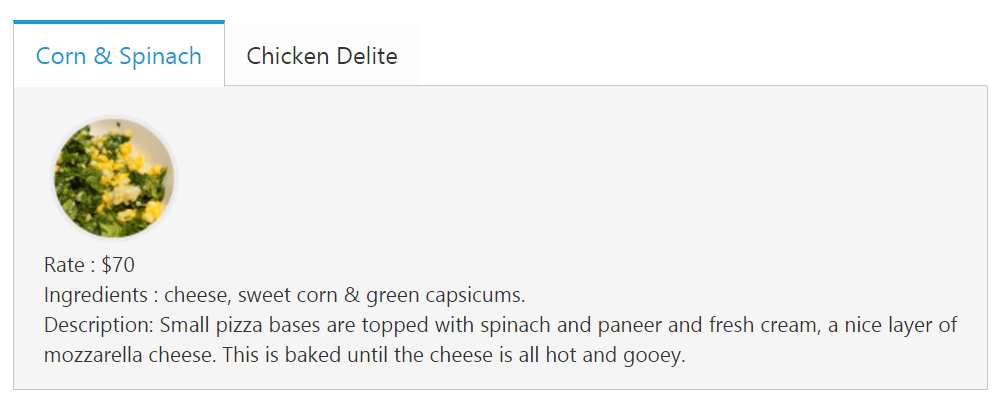 Corn & Spinach
Chicken Delite
Rate : $70
Ingredients : cheese, sweet corn & green capsicums.
Description: Small pizza bases are topped with spinach and paneer and fresh cream, a nice layer of
mozzarella cheese. This is baked until the cheese is all hot and gooey.